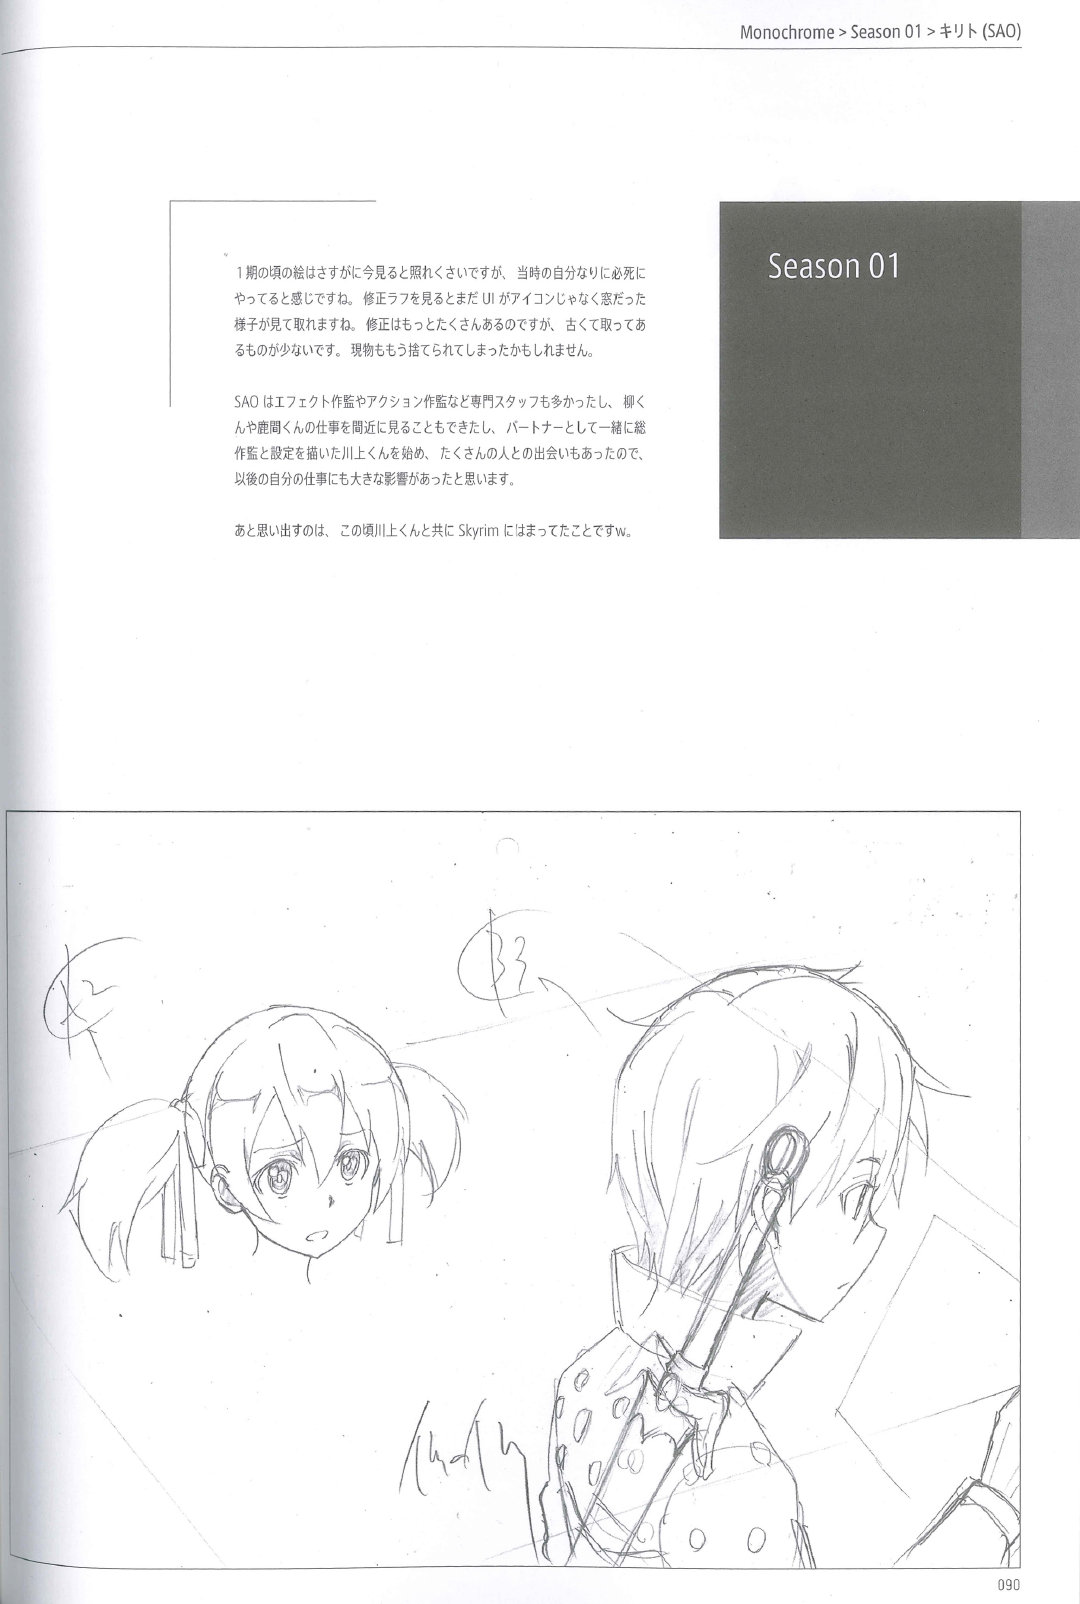 Monochrome > Season 01 > キリト (SAO)
Season 01
１期の頃の絵はさすがに今見ると照れくさいですが、当時の自分なりに必死に
やってると感じですね。修正ラフを見るとまだ UI がアイコンじゃなく窓だった
様子が見て取れますね。修正はもっとたくさんあるのですが、古くて取ってあ
るものが少ないです。現物ももう捨てられてしまったかもしれません。
SAO はエフェクト作監やアクション作監など専門スタッフも多かったし、柳く
んや鹿間くんの仕事を間近に見ることもできたし、パートナーとして一緒に総
作監と設定を描いた川上くんを始め、たくさんの人との出会いもあったので、
以後の自分の仕事にも大きな影響があったと思います。
あと思い出すのは、この頃川上くんと共に Skyrim にはまってたことですw。
A2
B3
090